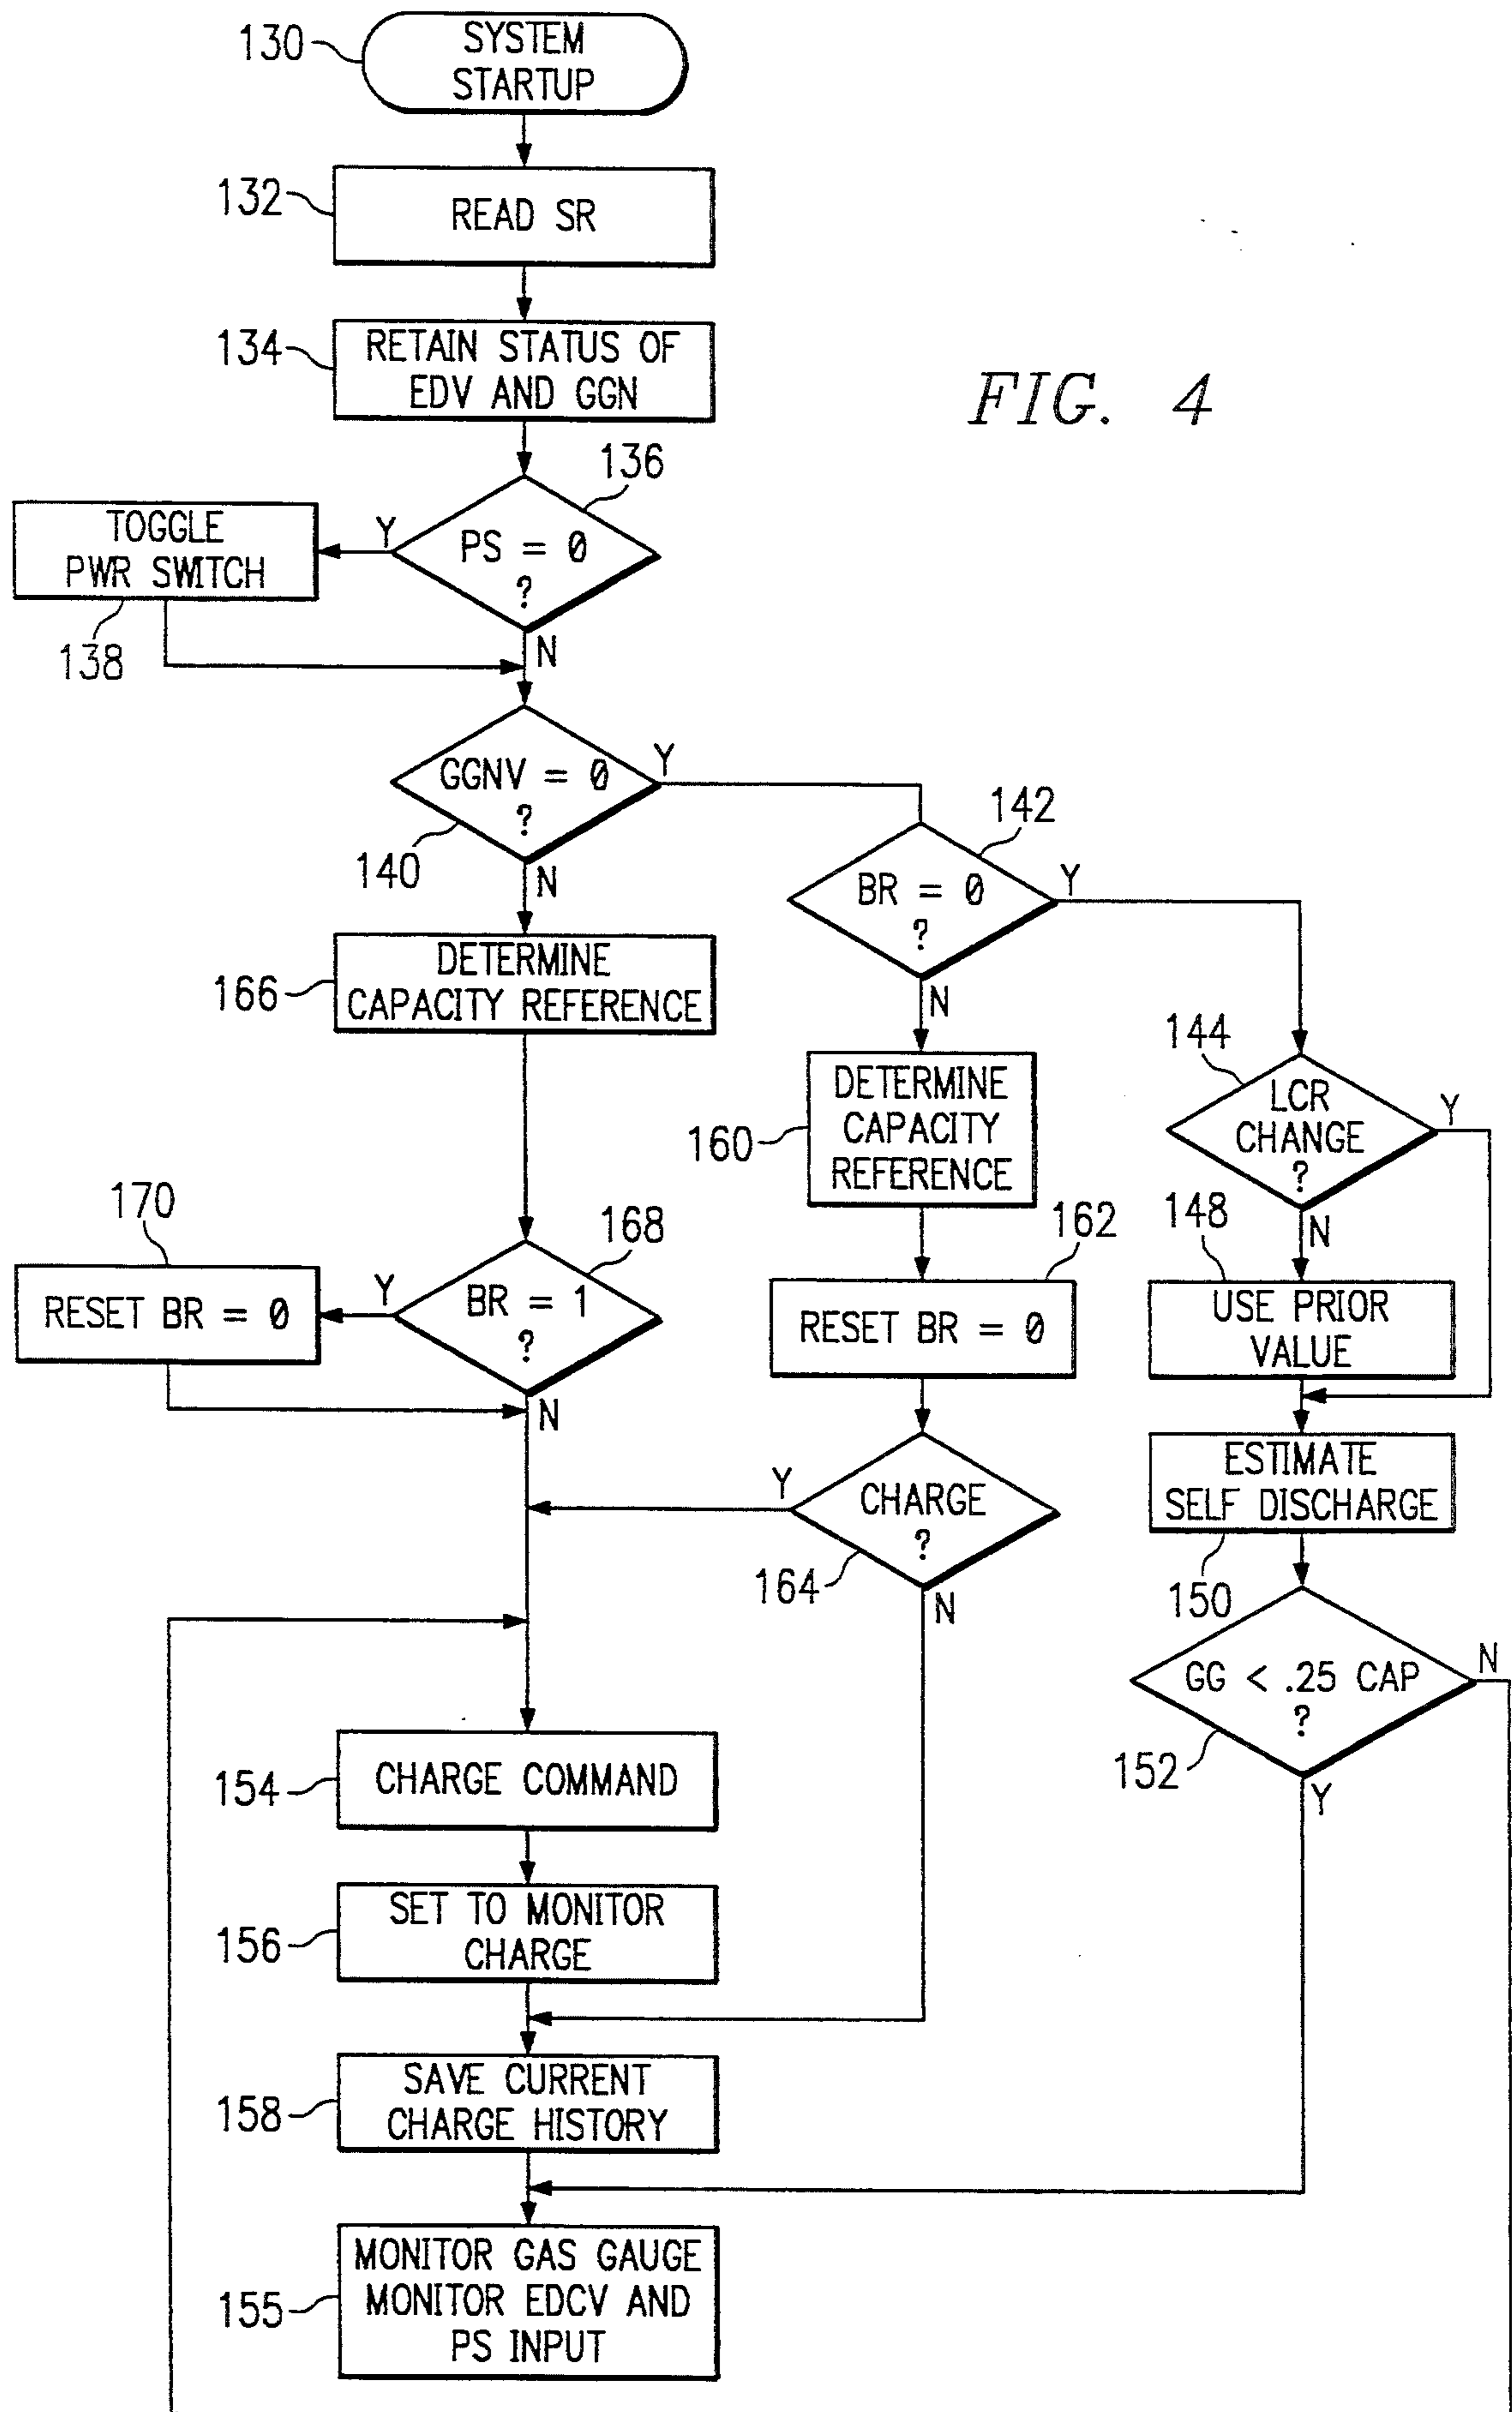 130
SYSTEM
STARTUP
132
READ SR
134
RETAIN STATUS OF
EDV AND GGN
FIG. 4
136
PS = 0
?
Y
N
TOGGLE
PWR SWITCH
138
GGNV = 0
?
140
Y
N
142
BR = 0
?
Y
N
166
DETERMINE
CAPACITY REFERENCE
144
LCR
CHANGE
?
Y
N
160
DETERMINE
CAPACITY
REFERENCE
148
USE PRIOR
VALUE
170
RESET BR = 0
168
BR = 1
?
Y
N
162
RESET BR = 0
CHARGE
?
164
Y
N
ESTIMATE
SELF DISCHARGE
150
GG < .25 CAP
?
152
N
Y
154
CHARGE COMMAND
156
SET TO MONITOR
CHARGE
158
SAVE CURRENT
CHARGE HISTORY
155
MONITOR GAS GAUGE
MONITOR EDCV AND
PS INPUT